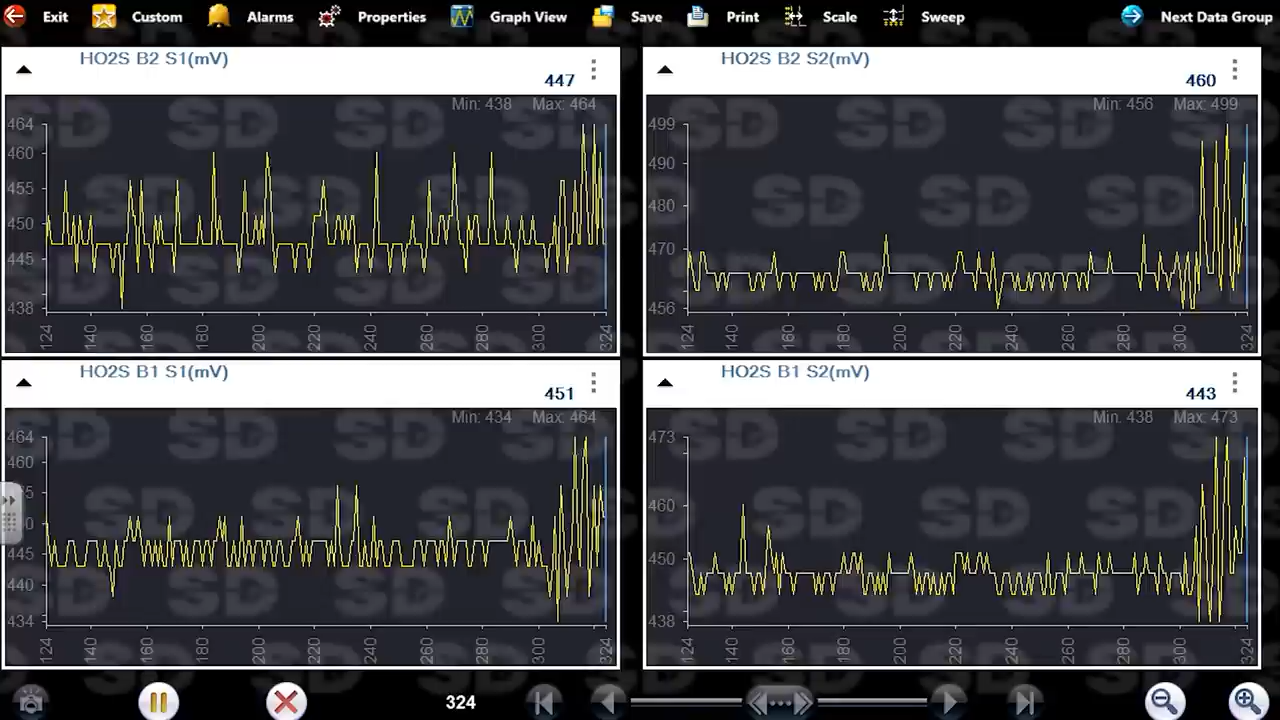 Exit Custom Alarms Properties Graph View Save Print Scale Sweep Next Data Group
HO2S B2 S1(mV)
447
Min: 438 Max: 464
464
460
455
450
445
438
124 140 160 180 200 220 240 260 280 300 324
HO2S B2 S2(mV)
460
Min: 456 Max: 499
499
490
480
470
456
124 140 160 180 200 220 240 260 280 300 324
HO2S B1 S1(mV)
451
Min: 434 Max: 464
464
460
5
0
445
440
434
124 140 160 180 200 220 240 260 280 300 324
HO2S B1 S2(mV)
443
Min: 438 Max: 473
473
460
450
438
124 140 160 180 200 220 240 260 280 300 324
324
SD